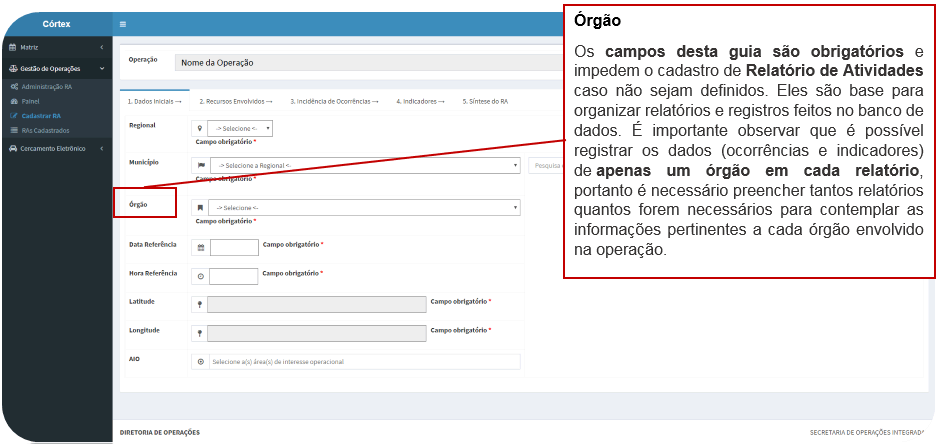 Córtex
Matriz
Gestão de Operações
Administração RA
Painel
Cadastrar RA
RAs Cadastrados
Cercamento Eletrônico
Operação
Nome da Operação
1. Dados Iniciais → 2. Recursos Envolvidos → 3. Incidência de Ocorrências → 4. Indicadores → 5. Síntese do RA
Regional
-> Selecione <-
Campo obrigatório *
Município
-> Selecione a Regional <-
Pesquisa
Campo obrigatório *
Órgão
-> Selecione <-
Campo obrigatório *
Data Referência
Campo obrigatório *
Hora Referência
Campo obrigatório *
Latitude
Campo obrigatório *
Longitude
Campo obrigatório *
AIO
Selecione a(s) área(s) de interesse operacional
DIRETORIA DE OPERAÇÕES
SECRETARIA DE OPERAÇÕES INTEGRAD
Órgão
Os campos desta guia são obrigatórios e
impedem o cadastro de Relatório de Atividades
caso não sejam definidos. Eles são base para
organizar relatórios e registros feitos no banco de
dados. É importante observar que é possível
registrar os dados (ocorrências e indicadores)
de apenas um órgão em cada relatório,
portanto é necessário preencher tantos relatórios
quantos forem necessários para contemplar as
informações pertinentes a cada órgão envolvido
na operação.